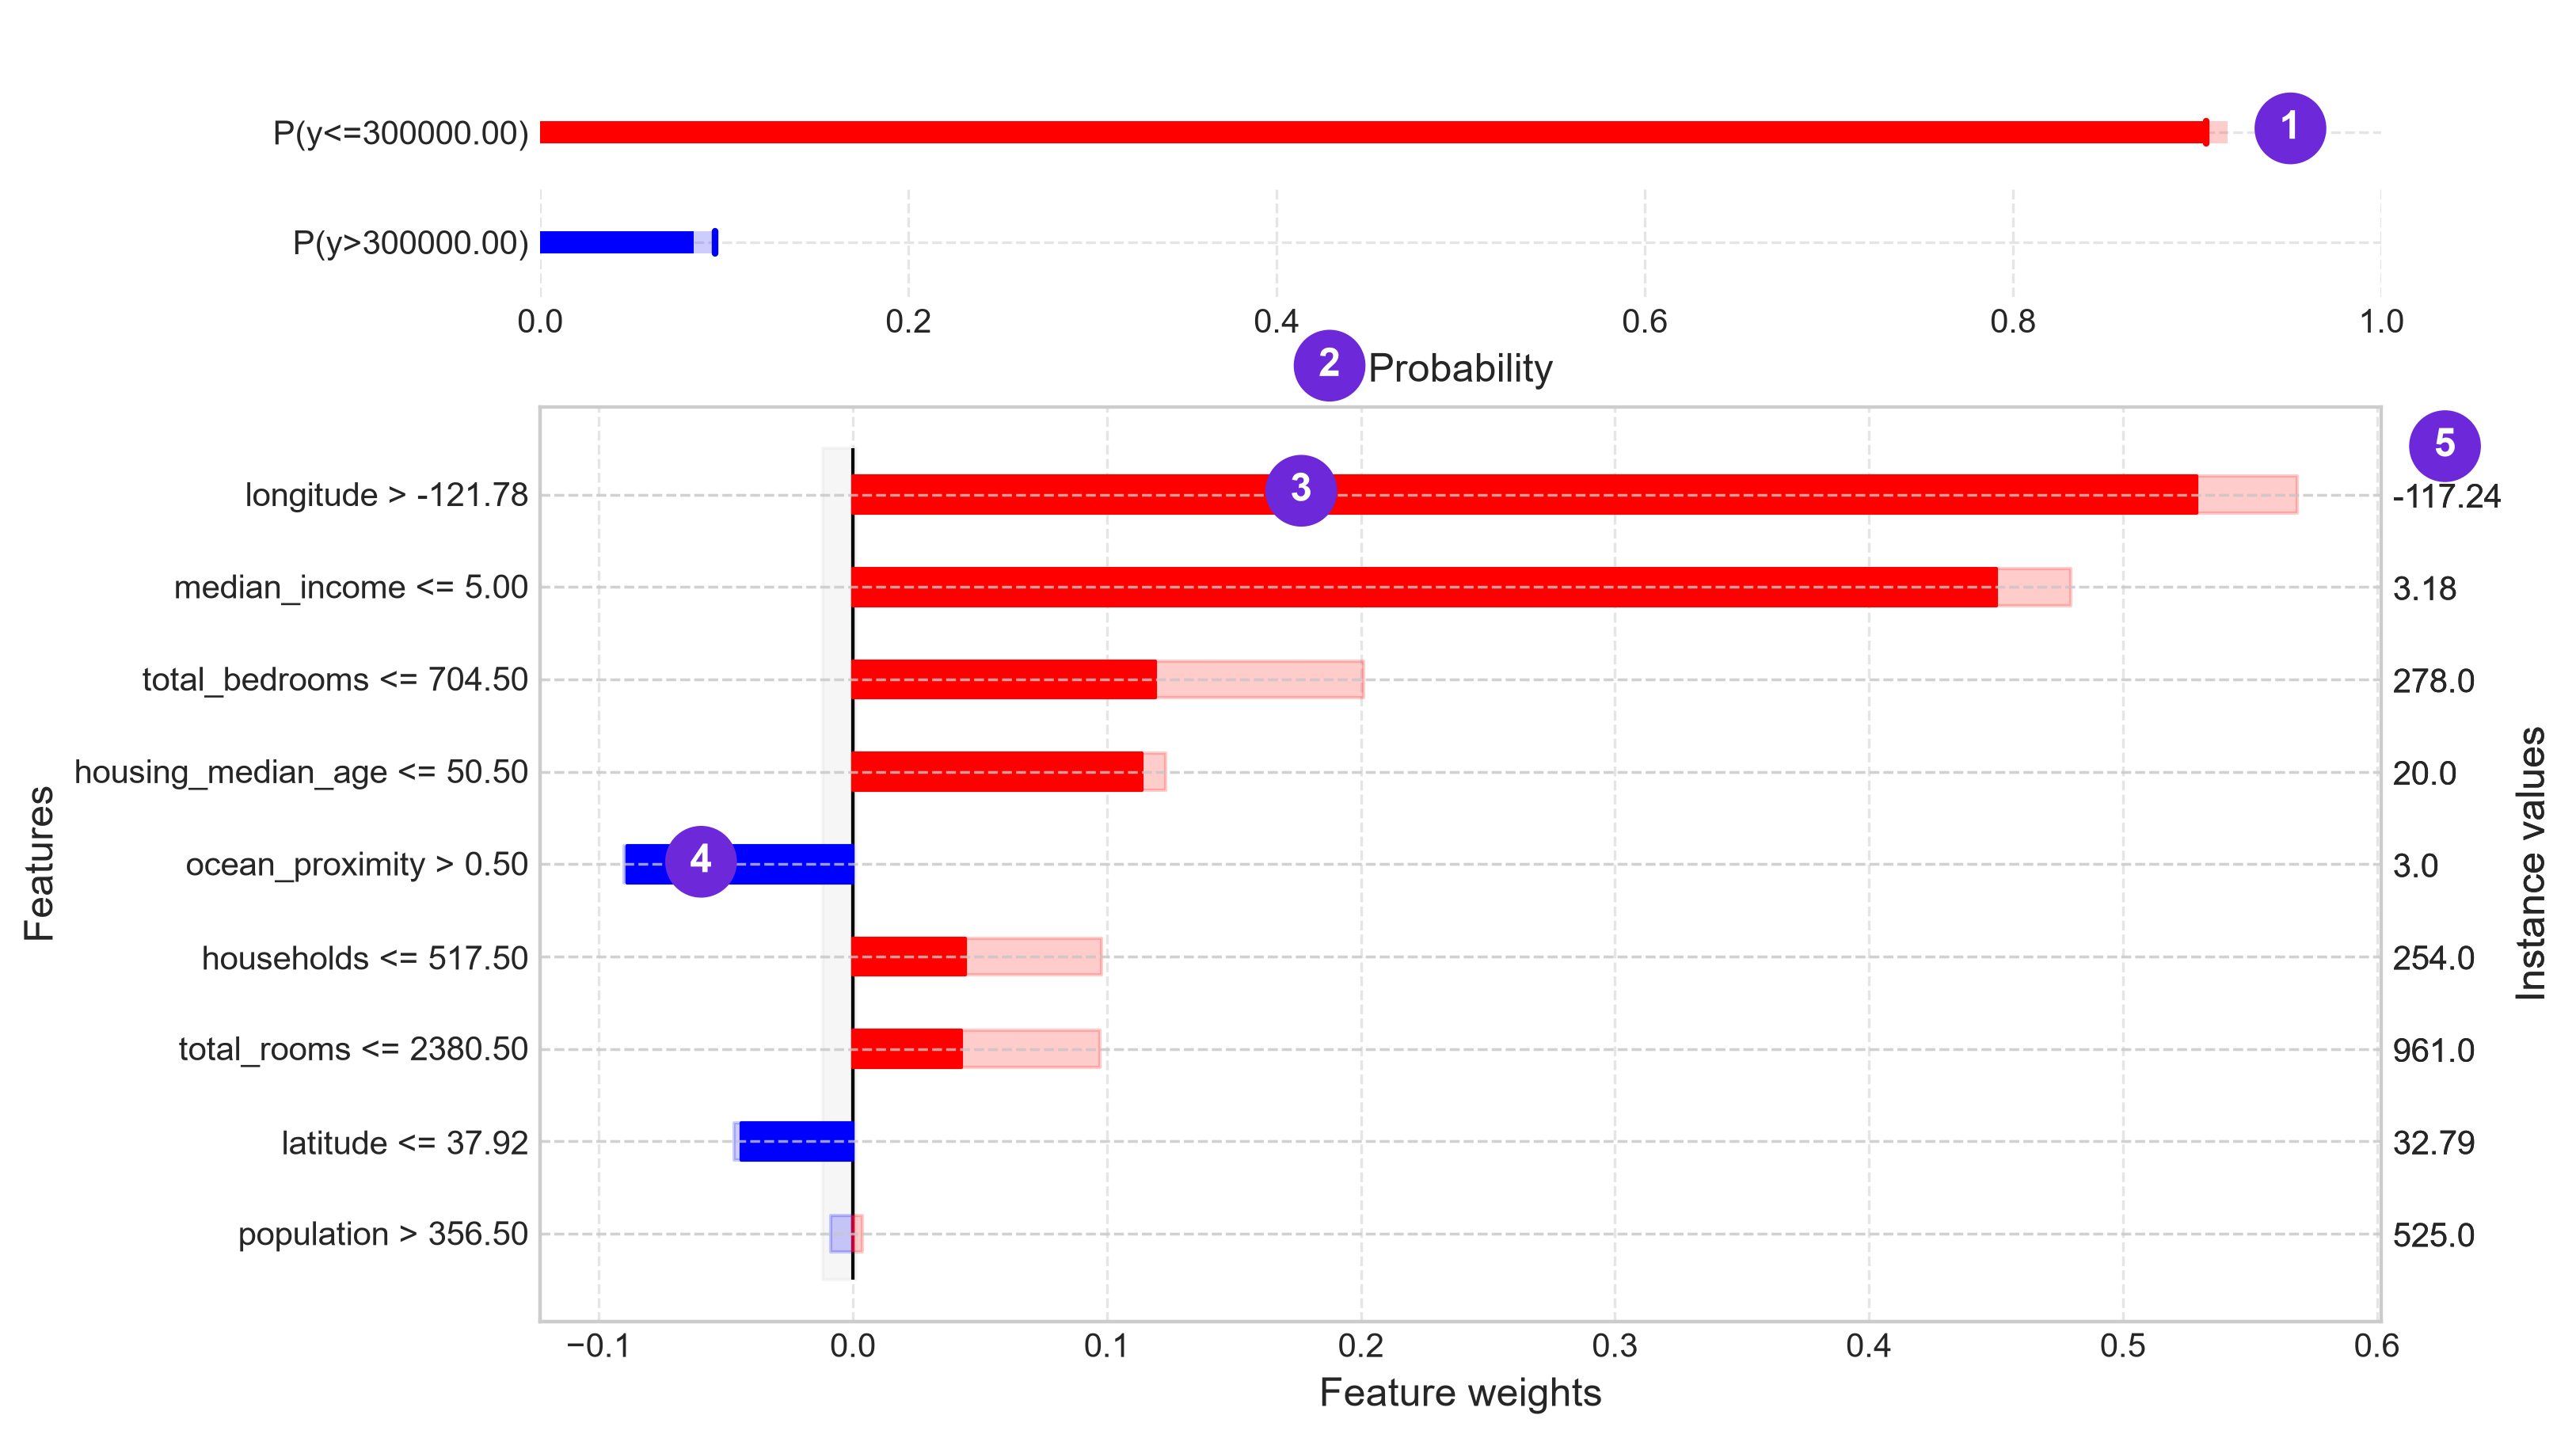 P(y<=300000.00)
1
P(y>300000.00)
0.0 0.2 0.4 0.6 0.8 1.0
2 Probability
5
longitude > -121.78 3 -117.24
median_income <= 5.00 3.18
total_bedrooms <= 704.50 278.0
housing_median_age <= 50.50 20.0
ocean_proximity > 0.50 4 3.0
households <= 517.50 254.0
total_rooms <= 2380.50 961.0
latitude <= 37.92 32.79
population > 356.50 525.0
Features
Instance values
−0.1 0.0 0.1 0.2 0.3 0.4 0.5 0.6
Feature weights